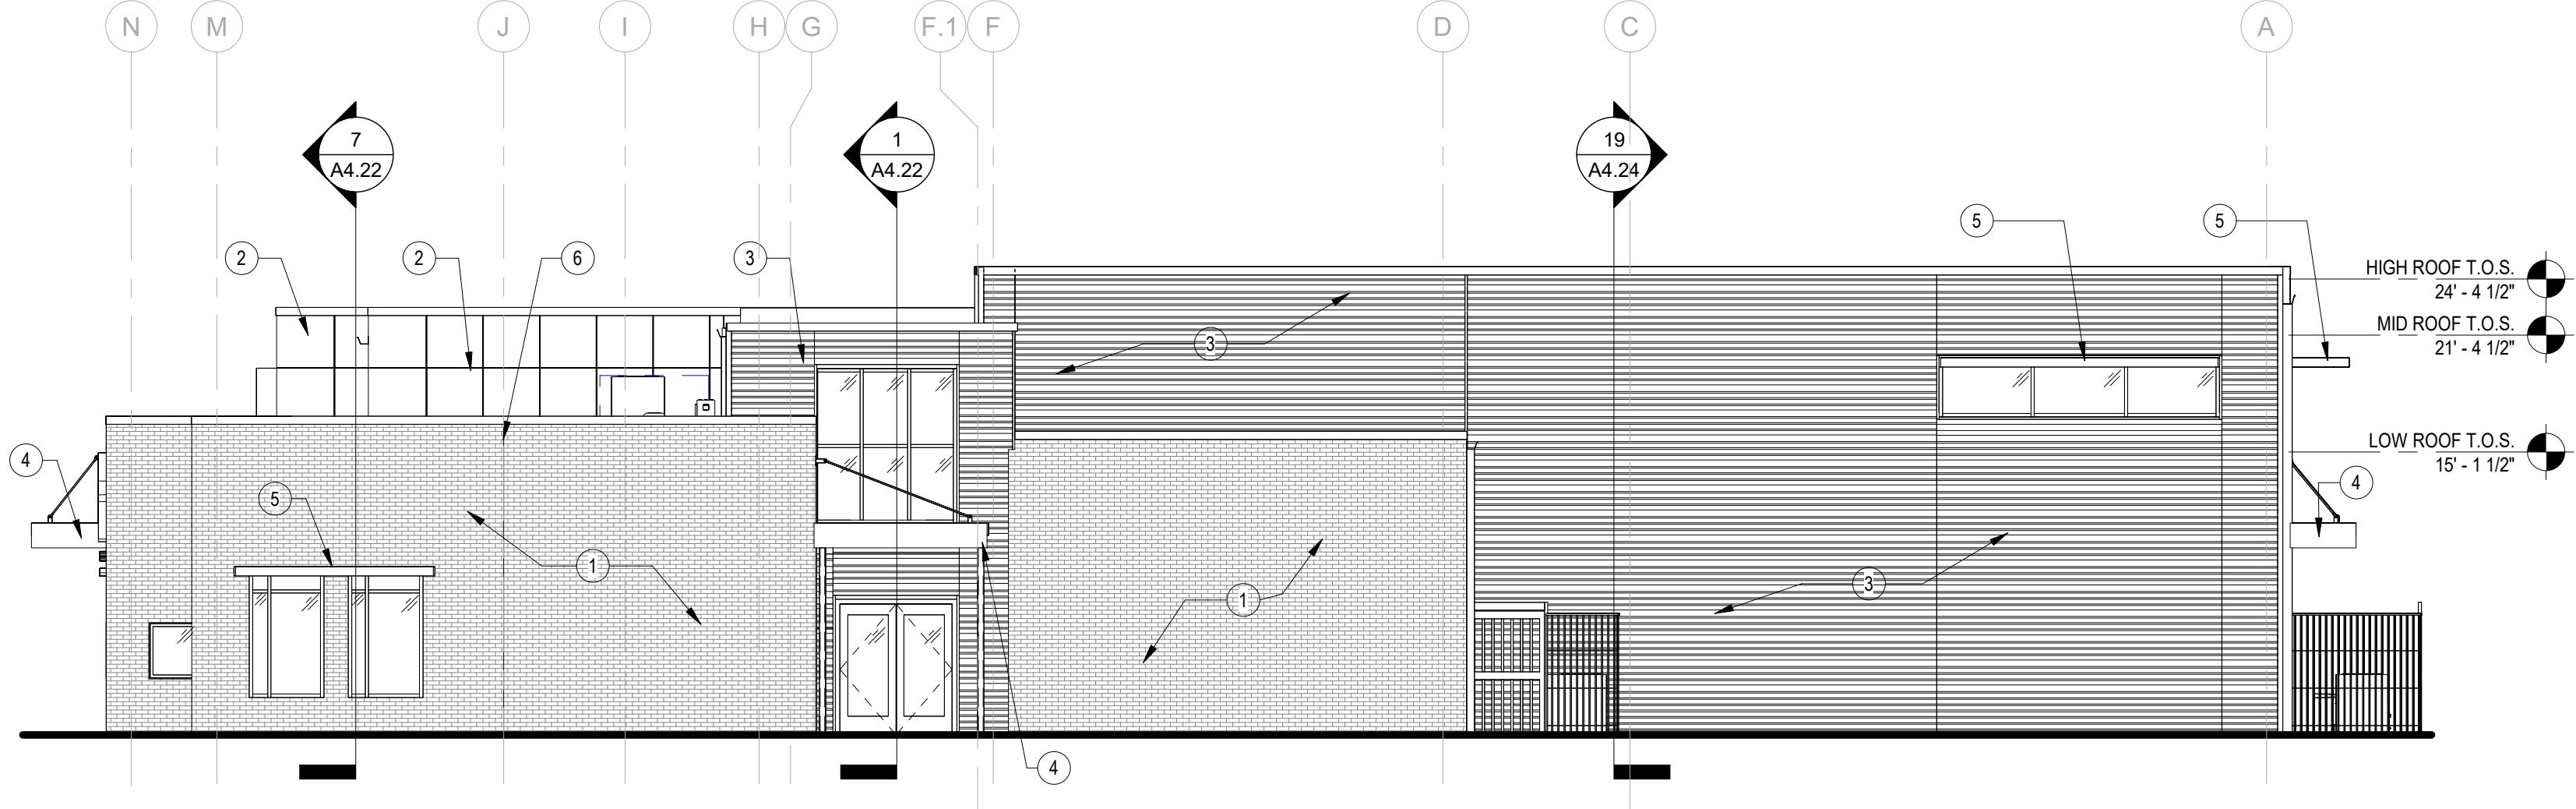 N M J I H G F.1 F D C A
7
A4.22
1
A4.22
19
A4.24
5 5
2 2 6 3
HIGH ROOF T.O.S.
24' - 4 1/2"
MID ROOF T.O.S.
21' - 4 1/2"
3
LOW ROOF T.O.S.
15' - 1 1/2"
4
4
5
1
3
1
4